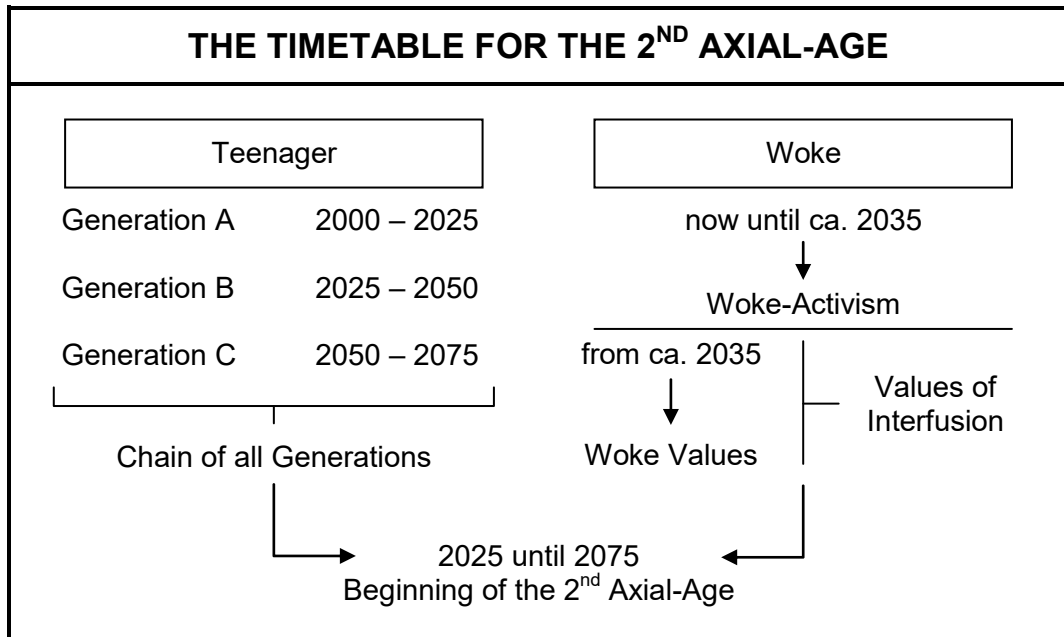 THE TIMETABLE FOR THE 2ND AXIAL-AGE
Teenager
Generation A 2000 – 2025
Generation B 2025 – 2050
Generation C 2050 – 2075
Chain of all Generations
Woke
now until ca. 2035
Woke-Activism
from ca. 2035
Woke Values
Values of
Interfusion
2025 until 2075
Beginning of the 2nd Axial-Age